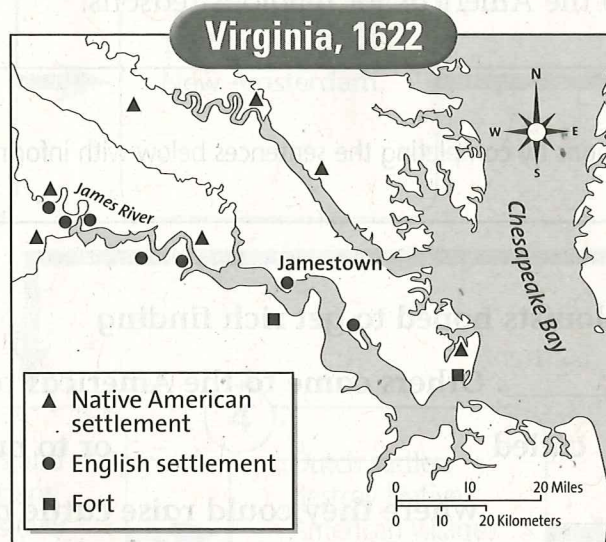 Virginia, 1622
N
W E
S
James River
Jamestown
Chesapeake Bay
Native American
settlement
English settlement
Fort
0 10 20 Miles
0 10 20 Kilometers